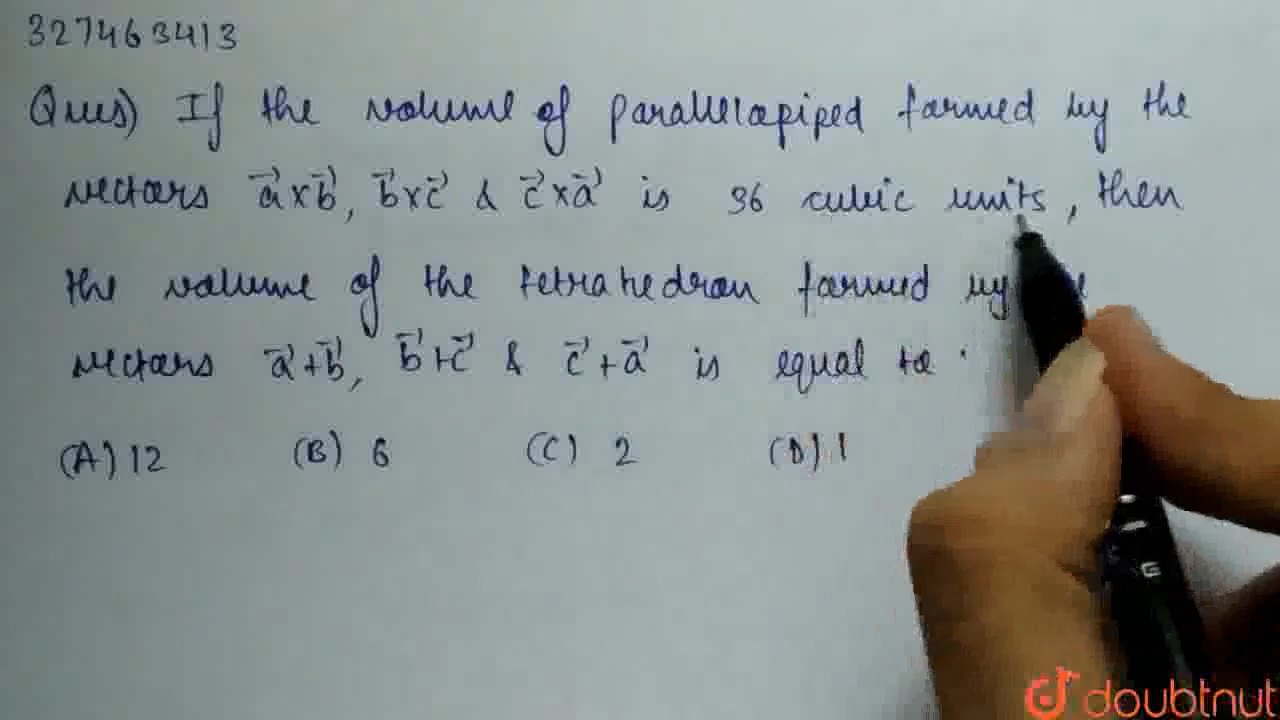 327463413
Ques) If the volume of parallelopiped formed by the
vectors a⃗×b⃗, b⃗×c⃗ & c⃗×a⃗ is 36 cubic units, then
the volume of the tetrahedron formed by
vectors a⃗+b⃗, b⃗+c⃗ & c⃗+a⃗ is equal to
(A) 12 (B) 6 (C) 2 (D) 1
G
doubtnut